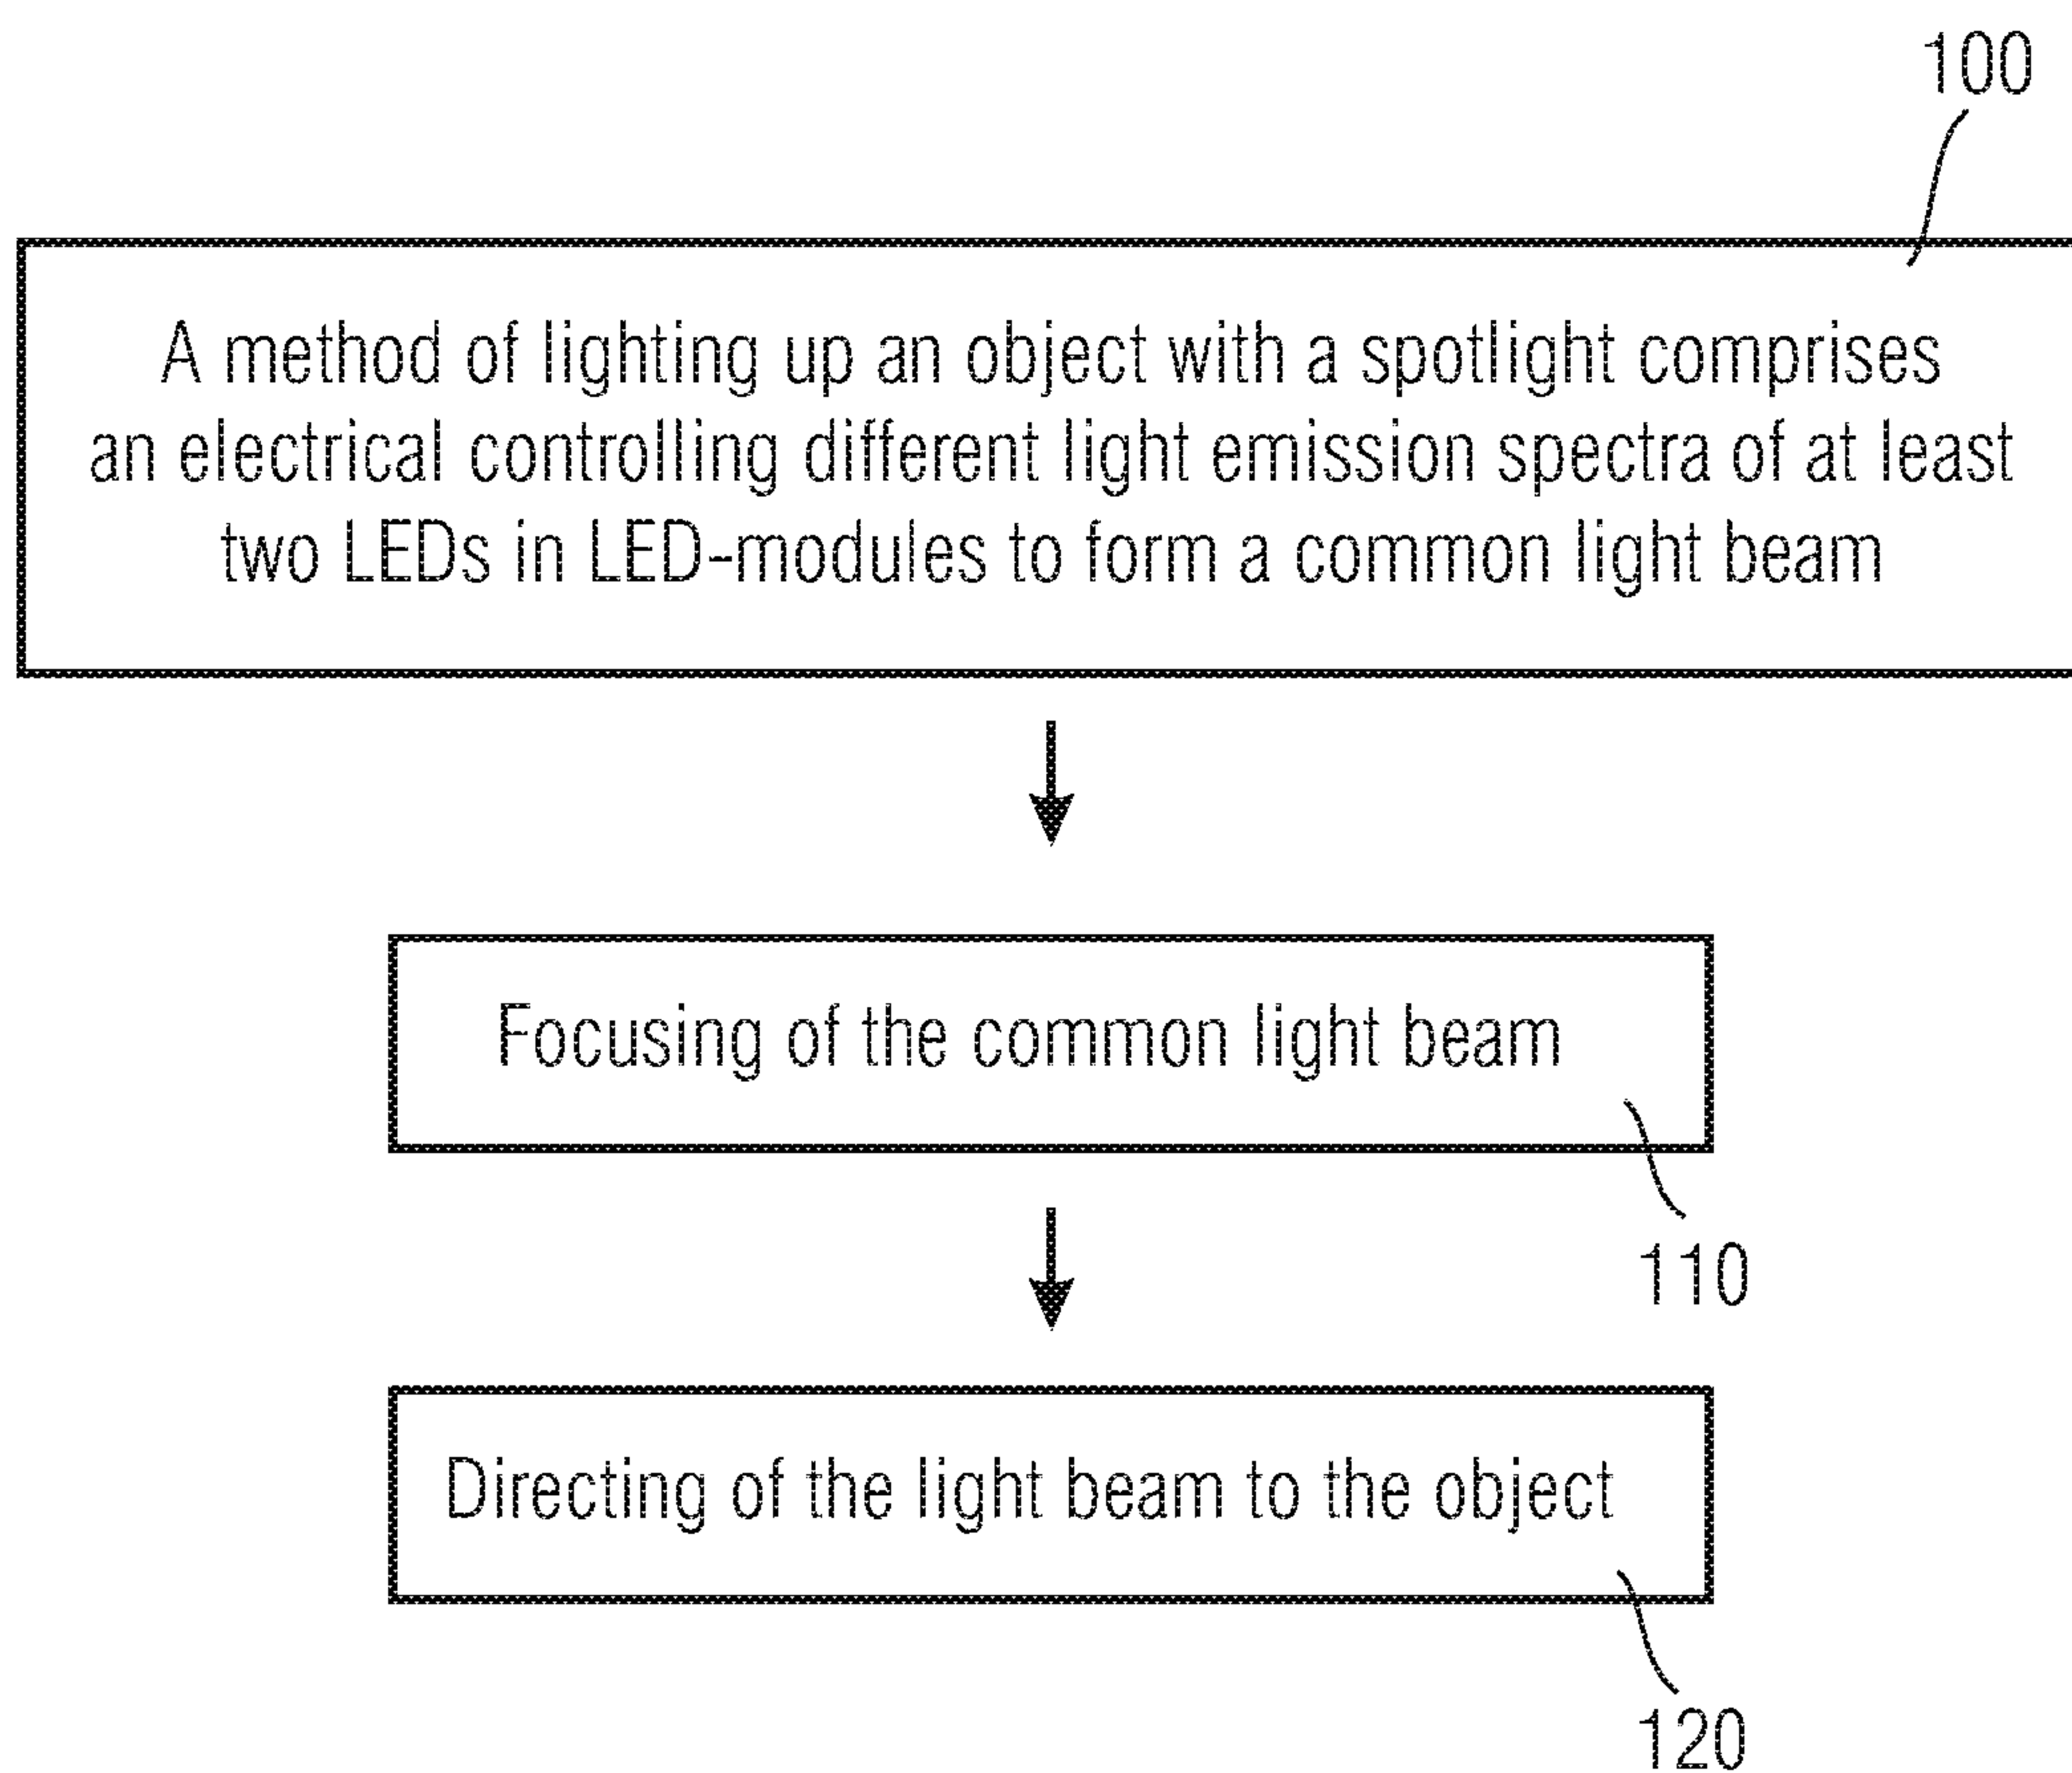 100
A method of lighting up an object with a spotlight comprises
an electrical controlling different light emission spectra of at least
two LEDs in LED-modules to form a common light beam
Focusing of the common light beam
110
Directing of the light beam to the object
120